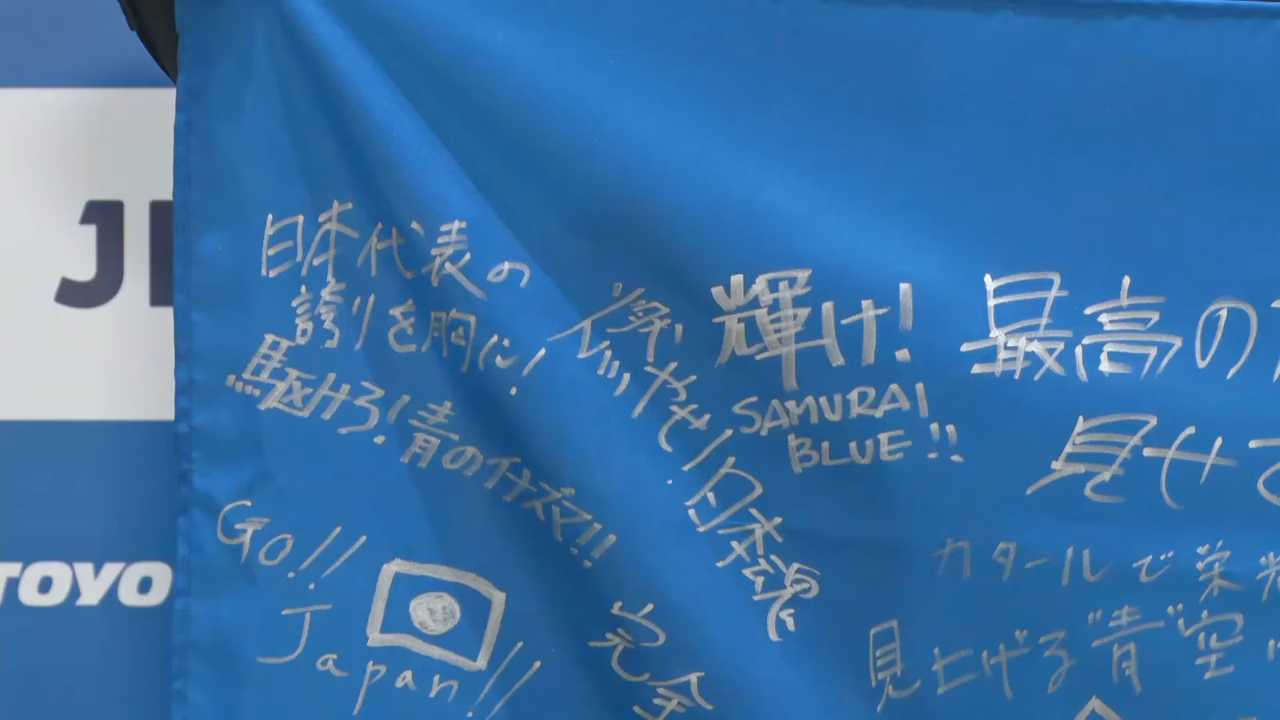 日本代表の
誇りを胸に!
駆けろ!青のイナズマ!!
Go!!
Japan!!
輝け!
SAMURAI
BLUE!!
最高の
見せて
カタールで栄
見上げる"青"空
完全
TOYO